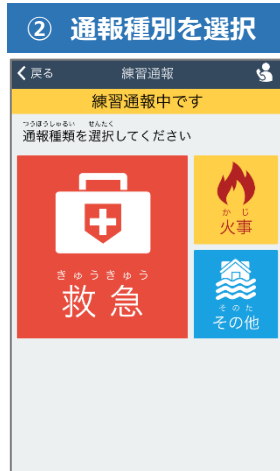 ② 通報種別を選択
戻る 練習通報
練習通報中です
つうほうしゅるい せんたく
通報種類を選択してください
きゅうきゅう
救急
かじ
火事
そのた
その他